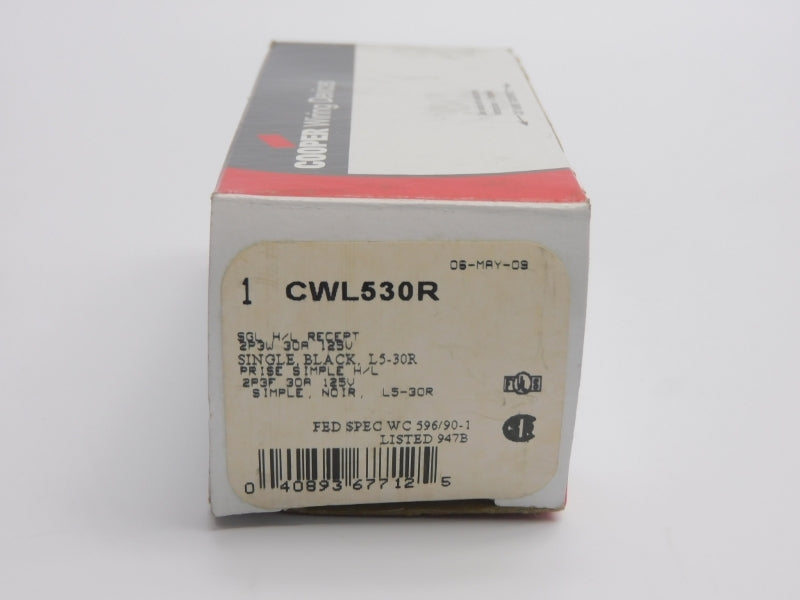 COOPER Wiring Devices
06-MAY-09
1 CWL530R
SGL H/L RECEPT
2P3W 30A 125V
SINGLE, BLACK, L5-30R
PRISE SIMPLE H/L
2P3F 30A 125V
SIMPLE, NOIR, L5-30R
FED SPEC WC 596/90-1
LISTED 947B
0 40893 67712 5